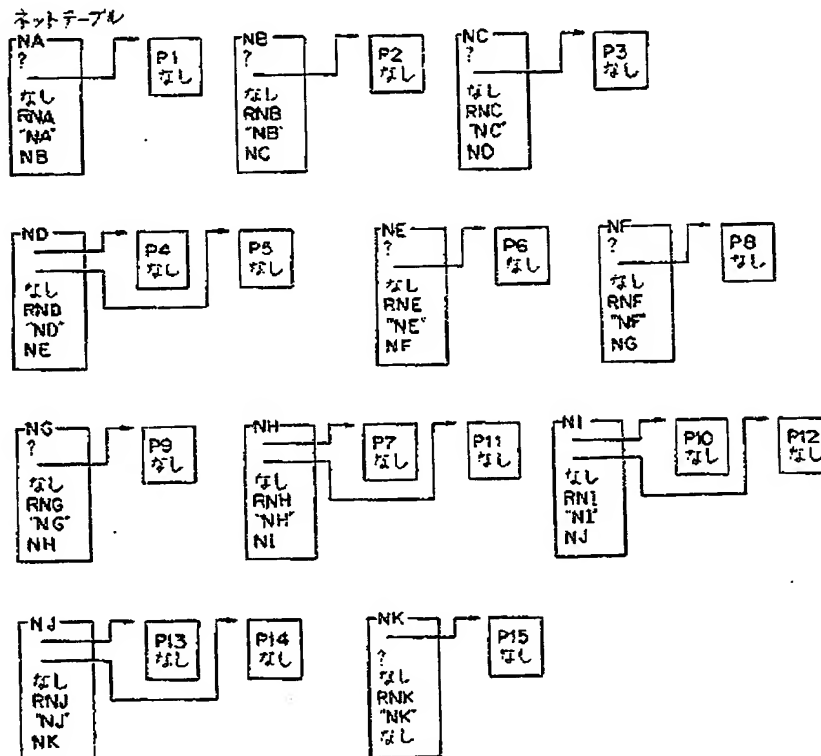 ネットテーブル
NA
?
なし
RNA
"NA"
NB
P1
なし
NB
?
なし
RNB
"NB"
NC
P2
なし
NC
?
なし
RNC
"NC"
ND
P3
なし
ND
なし
RND
"ND"
NE
P4
なし
P5
なし
NE
?
なし
RNE
"NE"
NF
P6
なし
NF
?
なし
RNF
"NF"
NG
P8
なし
NG
?
なし
RNG
"NG"
NH
P9
なし
NH
なし
RNH
"NH"
NI
P7
なし
P11
なし
NI
なし
RNI
"NI"
NJ
P10
なし
P12
なし
NJ
なし
RNJ
"NJ"
NK
P13
なし
P14
なし
NK
?
なし
RNK
"NK"
なし
P15
なし